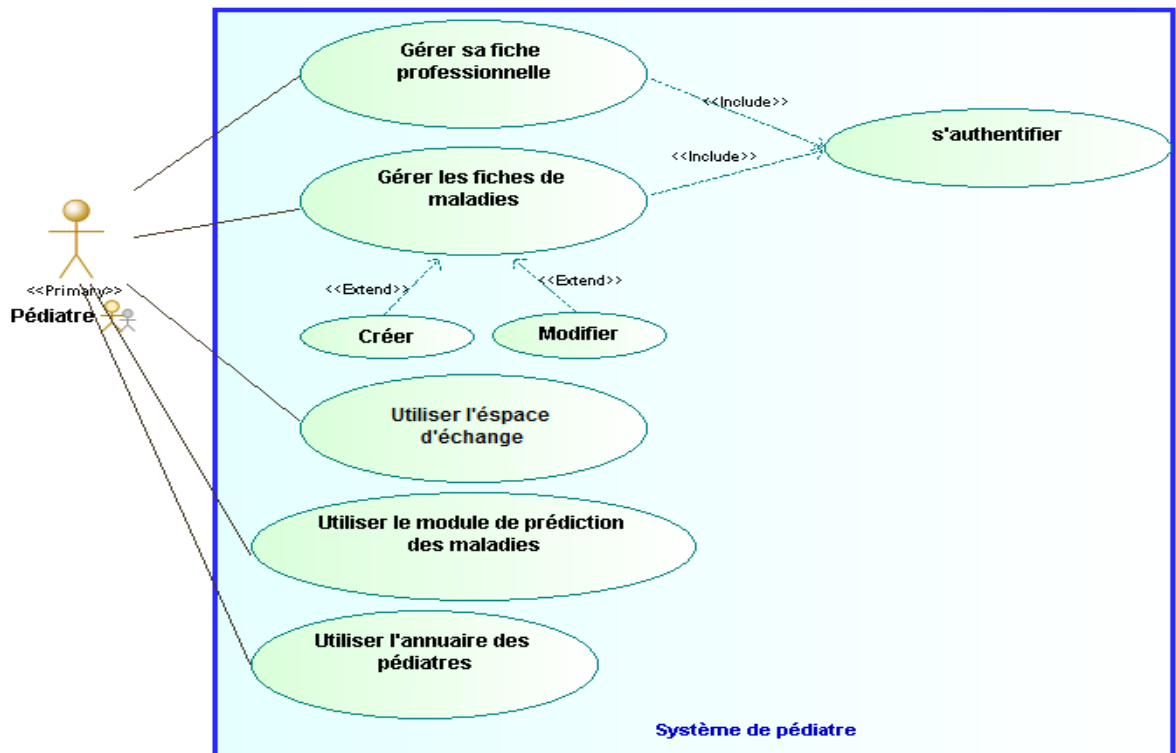 Gérer sa fiche
professionnelle
<<Include>>
s'authentifier
<<Include>>
Gérer les fiches de
maladies
<<Primary>>
Pédiatre
<<Extend>>
<<Extend>>
Créer
Modifier
Utiliser l'éspace
d'échange
Utiliser le module de prédiction
des maladies
Utiliser l'annuaire des
pédiatres
Système de pédiatre